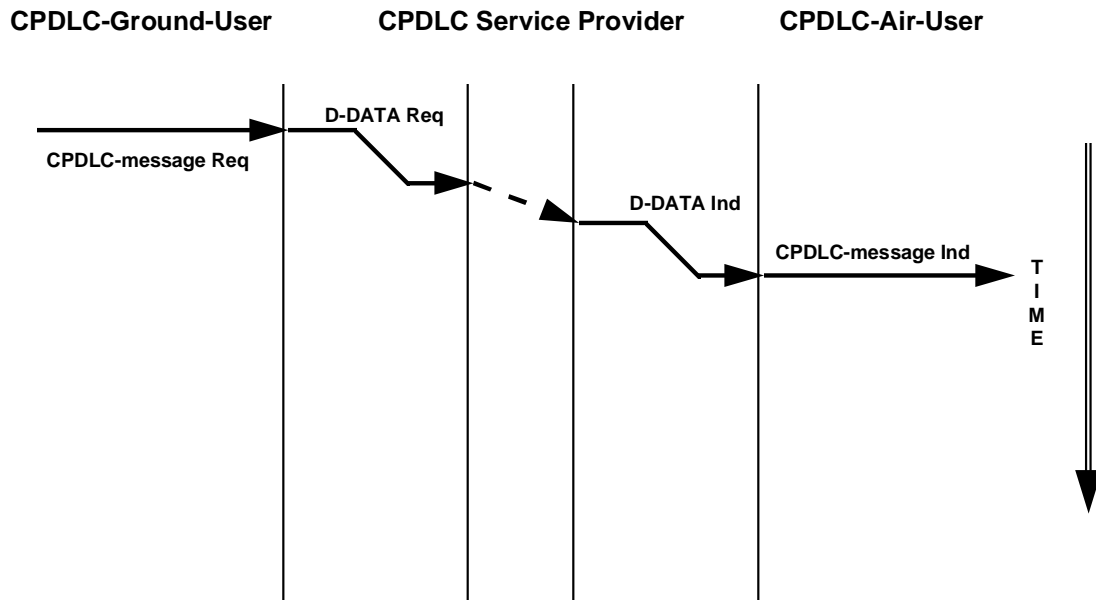 CPDLC-Ground-User
CPDLC Service Provider
CPDLC-Air-User
D-DATA Req
CPDLC-message Req
D-DATA Ind
CPDLC-message Ind
T
I
M
E